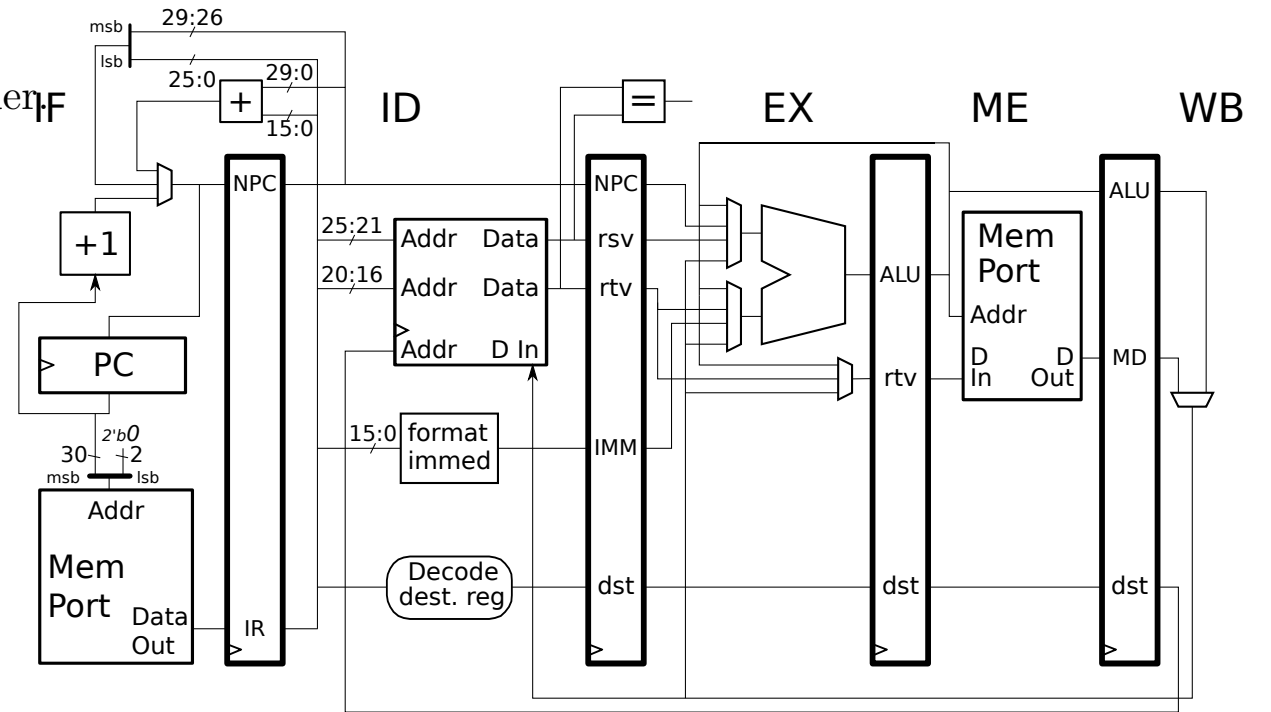 29:26
msb
lsb
25:0
29:0
15:0
+
=
er.
IF
ID
EX
ME
WB
NPC
NPC
ALU
+1
25:21
Addr
Data
rsv
20:16
Addr
Data
rtv
ALU
Mem
Port
Addr
Addr
D In
PC
D
In
D
Out
rtv
MD
2'b0
30
2
msb
lsb
15:0
format
immed
IMM
Addr
Mem
Port
Data
Out
IR
Decode
dest. reg
dst
dst
dst